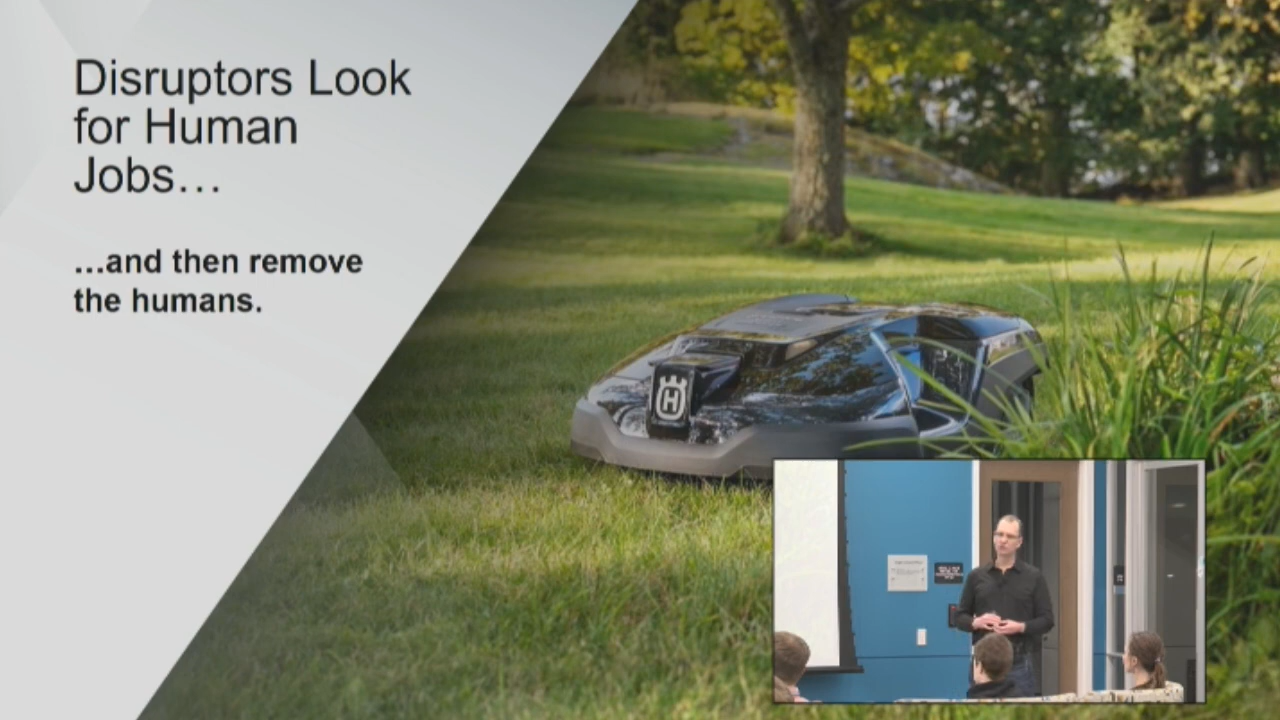 Disruptors Look
for Human
Jobs…
…and then remove
the humans.
H